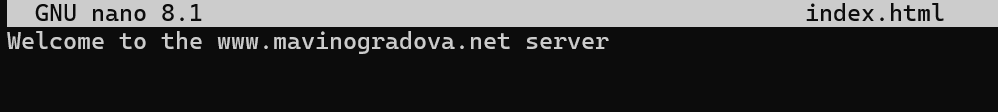 GNU nano 8.1 index.html
Welcome to the www.mavinogradova.net server